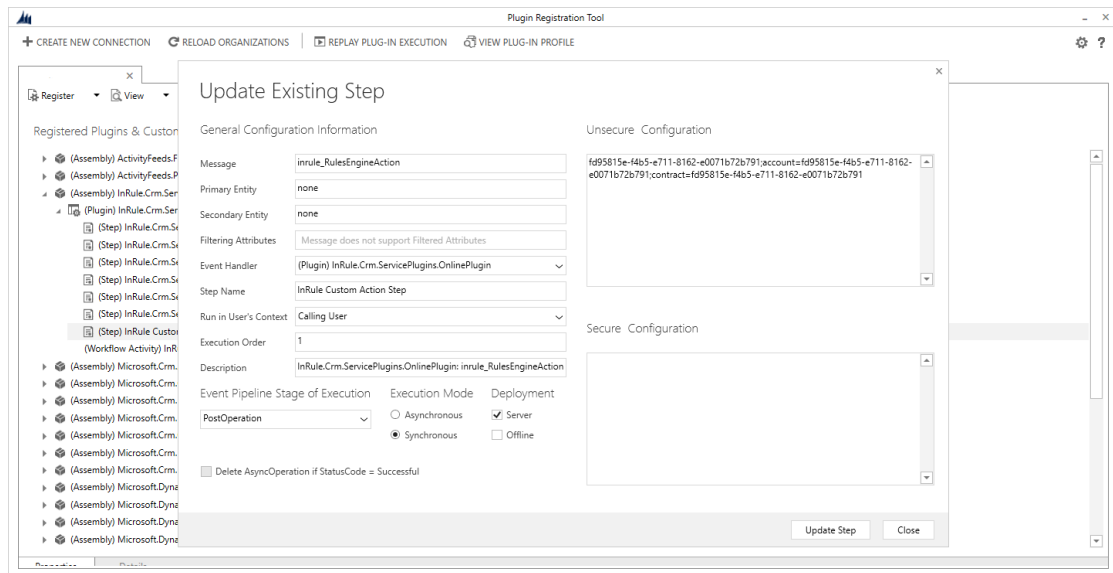 Plugin Registration Tool
CREATE NEW CONNECTION RELOAD ORGANIZATIONS REPLAY PLUG-IN EXECUTION VIEW PLUG-IN PROFILE
Register View
Registered Plugins & Custon
(Assembly) ActivityFeeds.F
(Assembly) ActivityFeeds.P
(Assembly) InRule.Crm.Ser
(Plugin) InRule.Crm.Ser
(Step) InRule.Crm.Se
(Step) InRule.Crm.Se
(Step) InRule.Crm.Se
(Step) InRule.Crm.Se
(Step) InRule.Crm.Se
(Step) InRule.Crm.Se
(Step) InRule Custo
(Workflow Activity) InR
(Assembly) Microsoft.Crm.
(Assembly) Microsoft.Crm.
(Assembly) Microsoft.Crm.
(Assembly) Microsoft.Crm.
(Assembly) Microsoft.Crm.
(Assembly) Microsoft.Crm.
(Assembly) Microsoft.Crm.
(Assembly) Microsoft.Dyna
(Assembly) Microsoft.Dyna
(Assembly) Microsoft.Dyna
(Assembly) Microsoft.Dyna
Properties Details
Update Existing Step
General Configuration Information
Message inrule_RulesEngineAction
Primary Entity none
Secondary Entity none
Filtering Attributes Message does not support Filtered Attributes
Event Handler (Plugin) InRule.Crm.ServicePlugins.OnlinePlugin
Step Name InRule Custom Action Step
Run in User's Context Calling User
Execution Order 1
Description InRule.Crm.ServicePlugins.OnlinePlugin: inrule_RulesEngineAction
Event Pipeline Stage of Execution Execution Mode Deployment
PostOperation Asynchronous Server
Synchronous Offline
Delete AsyncOperation if StatusCode = Successful
Unsecure Configuration
fd95815e-f4b5-e711-8162-e0071b72b791;account=fd95815e-f4b5-e711-8162-
e0071b72b791;contract=fd95815e-f4b5-e711-8162-e0071b72b791
Secure Configuration
Update Step Close